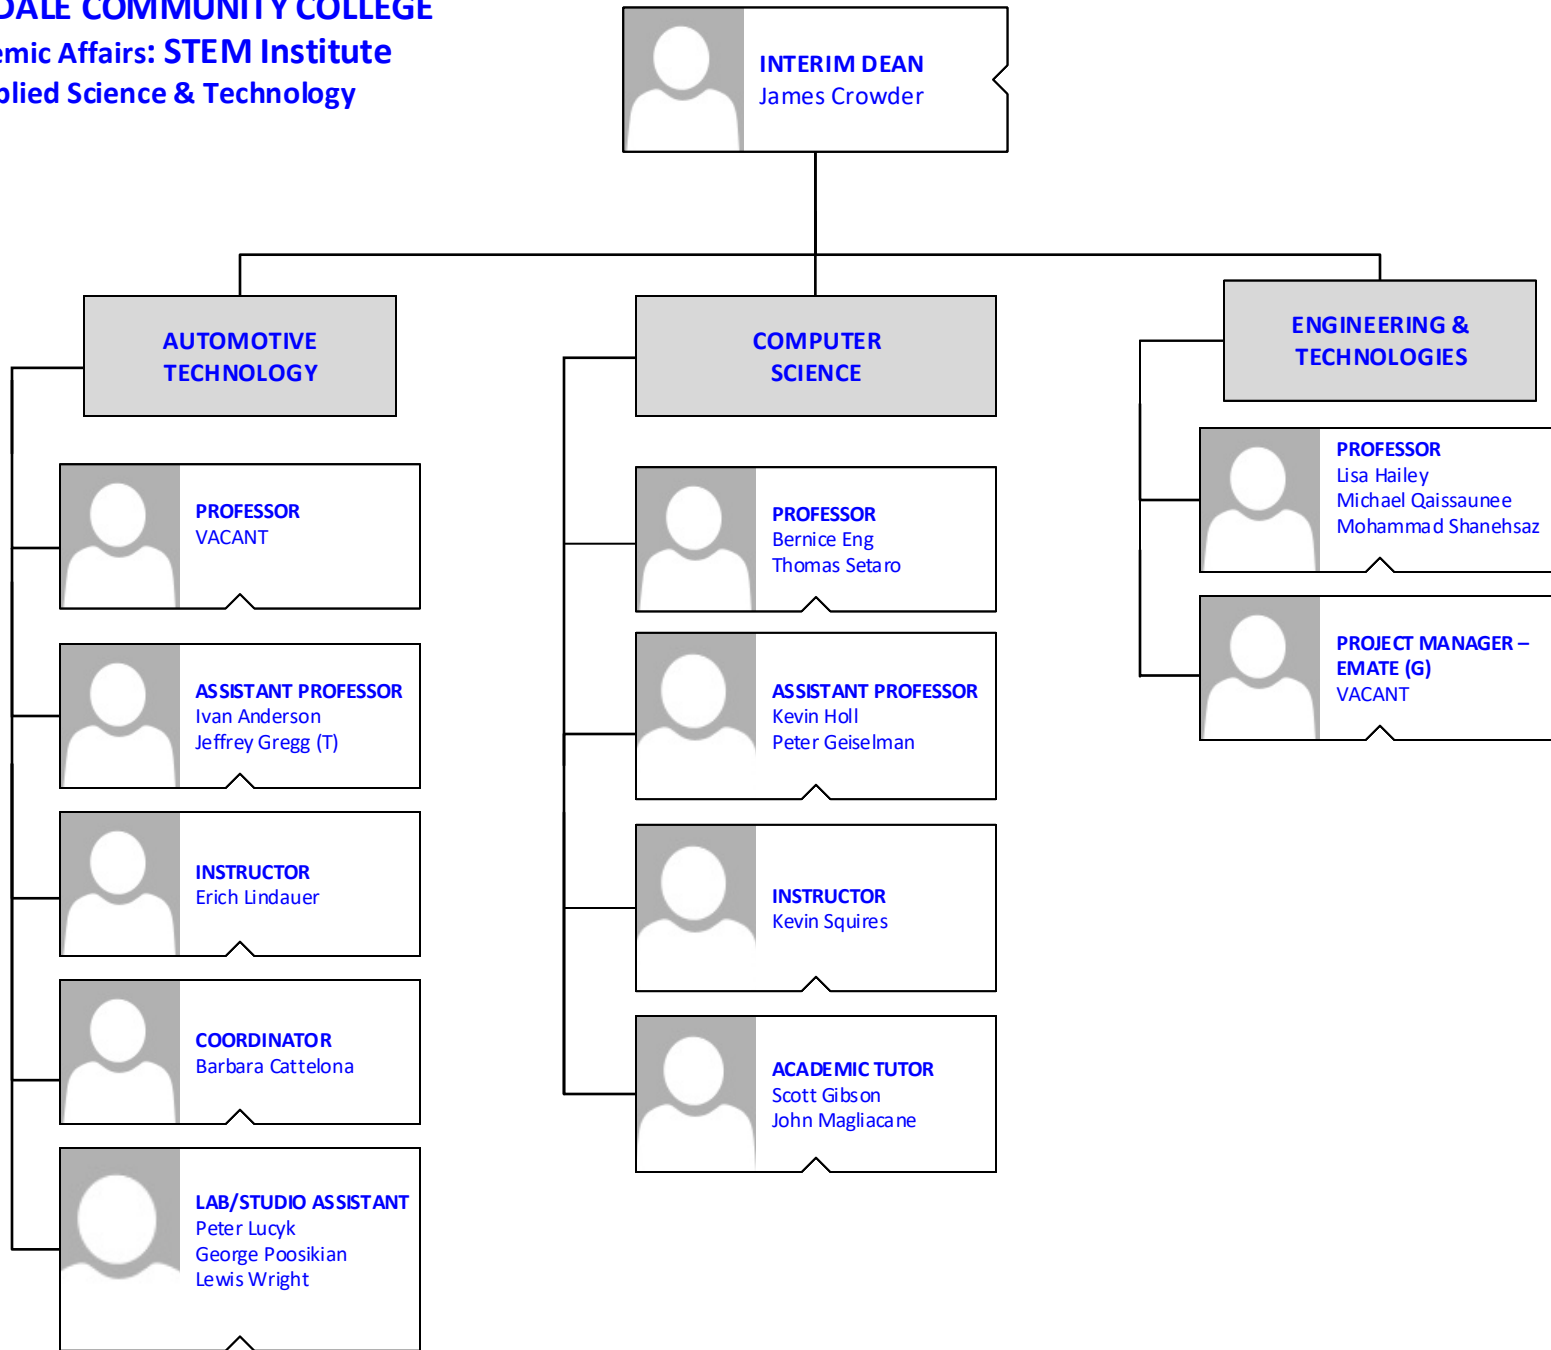 DALE COMMUNITY COLLEGE
emic Affairs: STEM Institute
plied Science & Technology
INTERIM DEAN
James Crowder
AUTOMOTIVE
TECHNOLOGY
PROFESSOR
VACANT
ASSISTANT PROFESSOR
Ivan Anderson
Jeffrey Gregg (T)
INSTRUCTOR
Erich Lindauer
COORDINATOR
Barbara Cattelona
LAB/STUDIO ASSISTANT
Peter Lucyk
George Poosikian
Lewis Wright
COMPUTER
SCIENCE
PROFESSOR
Bernice Eng
Thomas Setaro
ASSISTANT PROFESSOR
Kevin Holl
Peter Geiselman
INSTRUCTOR
Kevin Squires
ACADEMIC TUTOR
Scott Gibson
John Magliacane
ENGINEERING &
TECHNOLOGIES
PROFESSOR
Lisa Hailey
Michael Qaissaunee
Mohammad Shanehsaz
PROJECT MANAGER –
EMATE (G)
VACANT